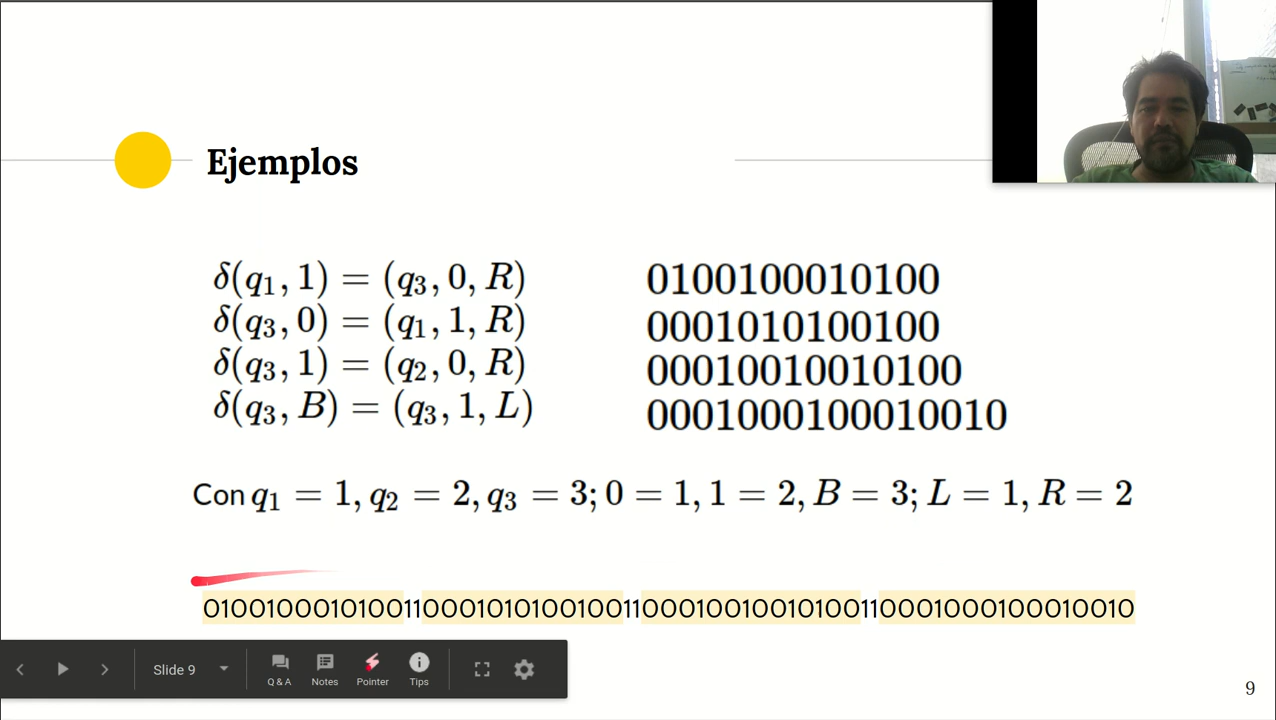 Ejemplos
δ(q₁, 1) = (q₃, 0, R)
0100100010100
δ(q₃, 0) = (q₁, 1, R)
0001010100100
δ(q₃, 1) = (q₂, 0, R)
00010010010100
δ(q₃, B) = (q₃, 1, L)
0001000100010010
Con q₁ = 1, q₂ = 2, q₃ = 3; 0 = 1, 1 = 2, B = 3; L = 1, R = 2
01001000101001100010101001001100010010010100110001000100010010
Slide 9
Q & A
Notes
Pointer
Tips
9